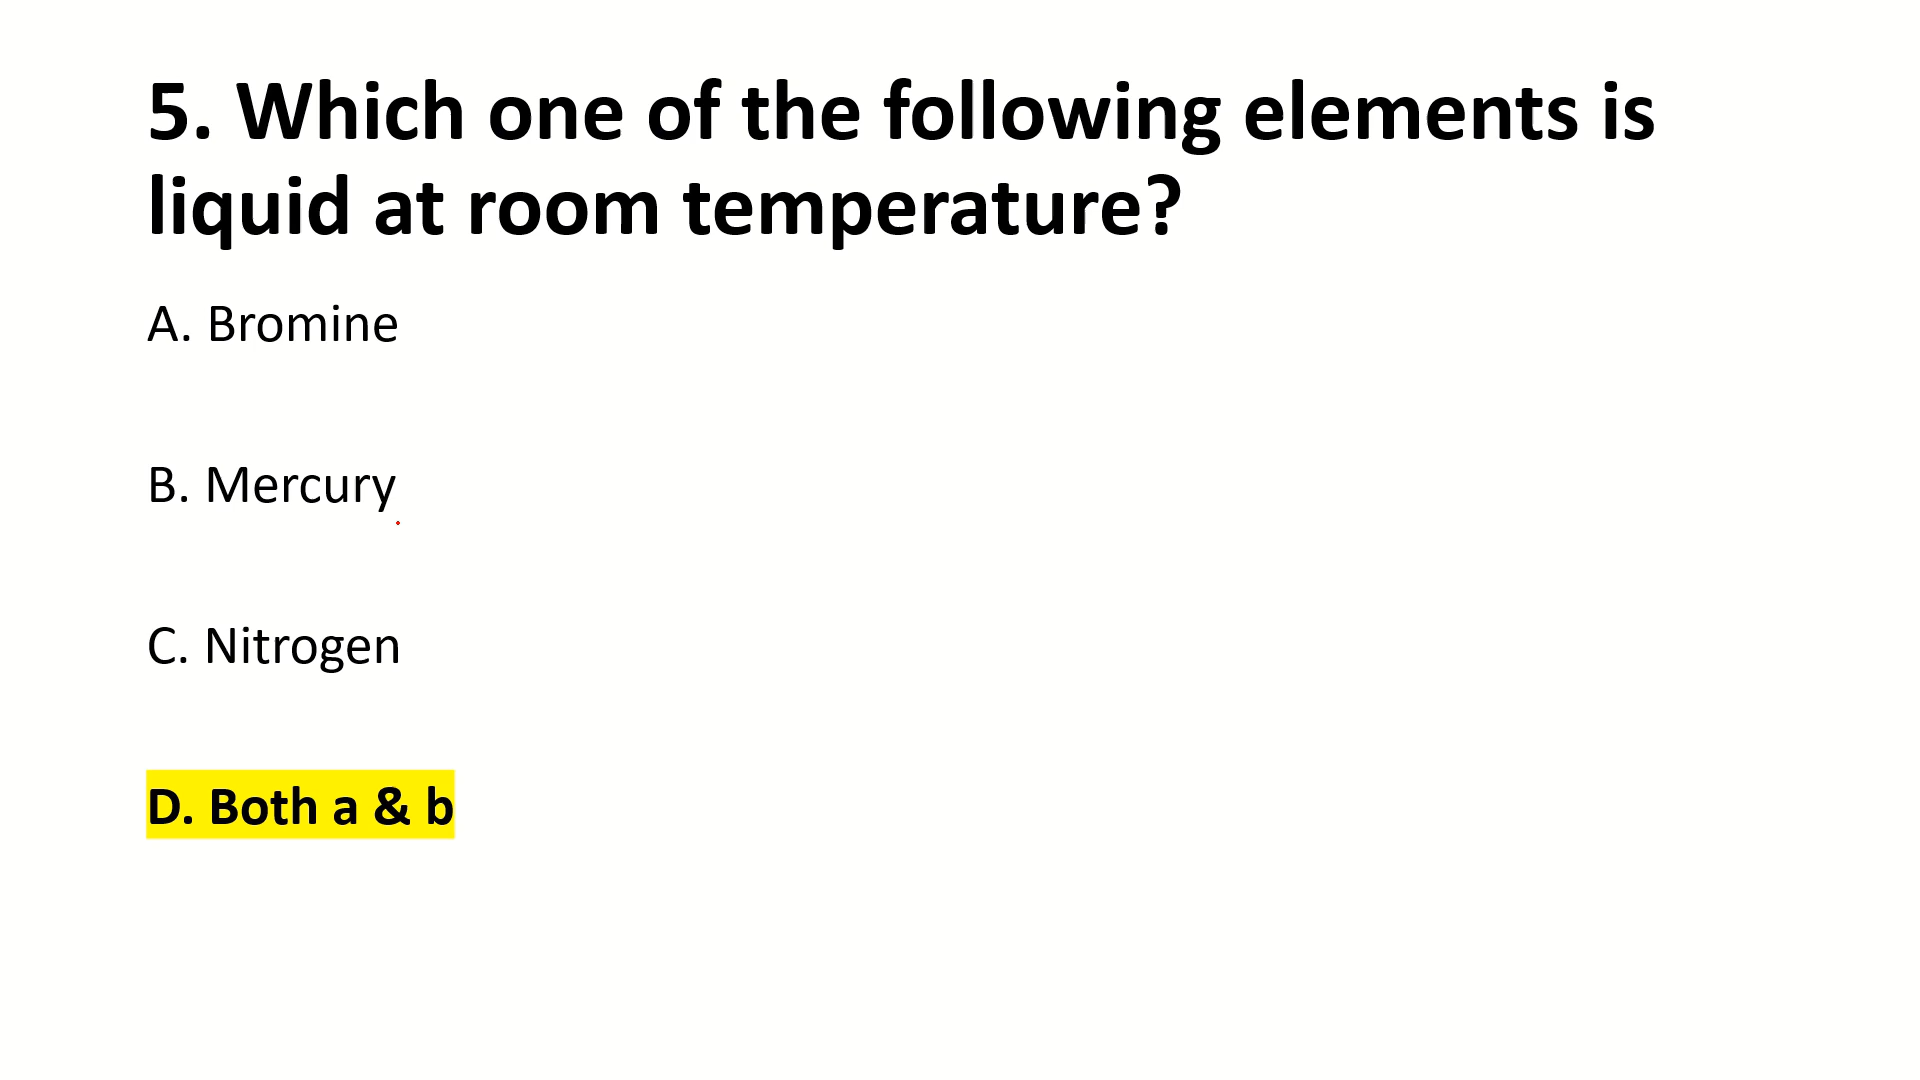 5. Which one of the following elements is
liquid at room temperature?
A. Bromine
B. Mercury
C. Nitrogen
D. Both a & b